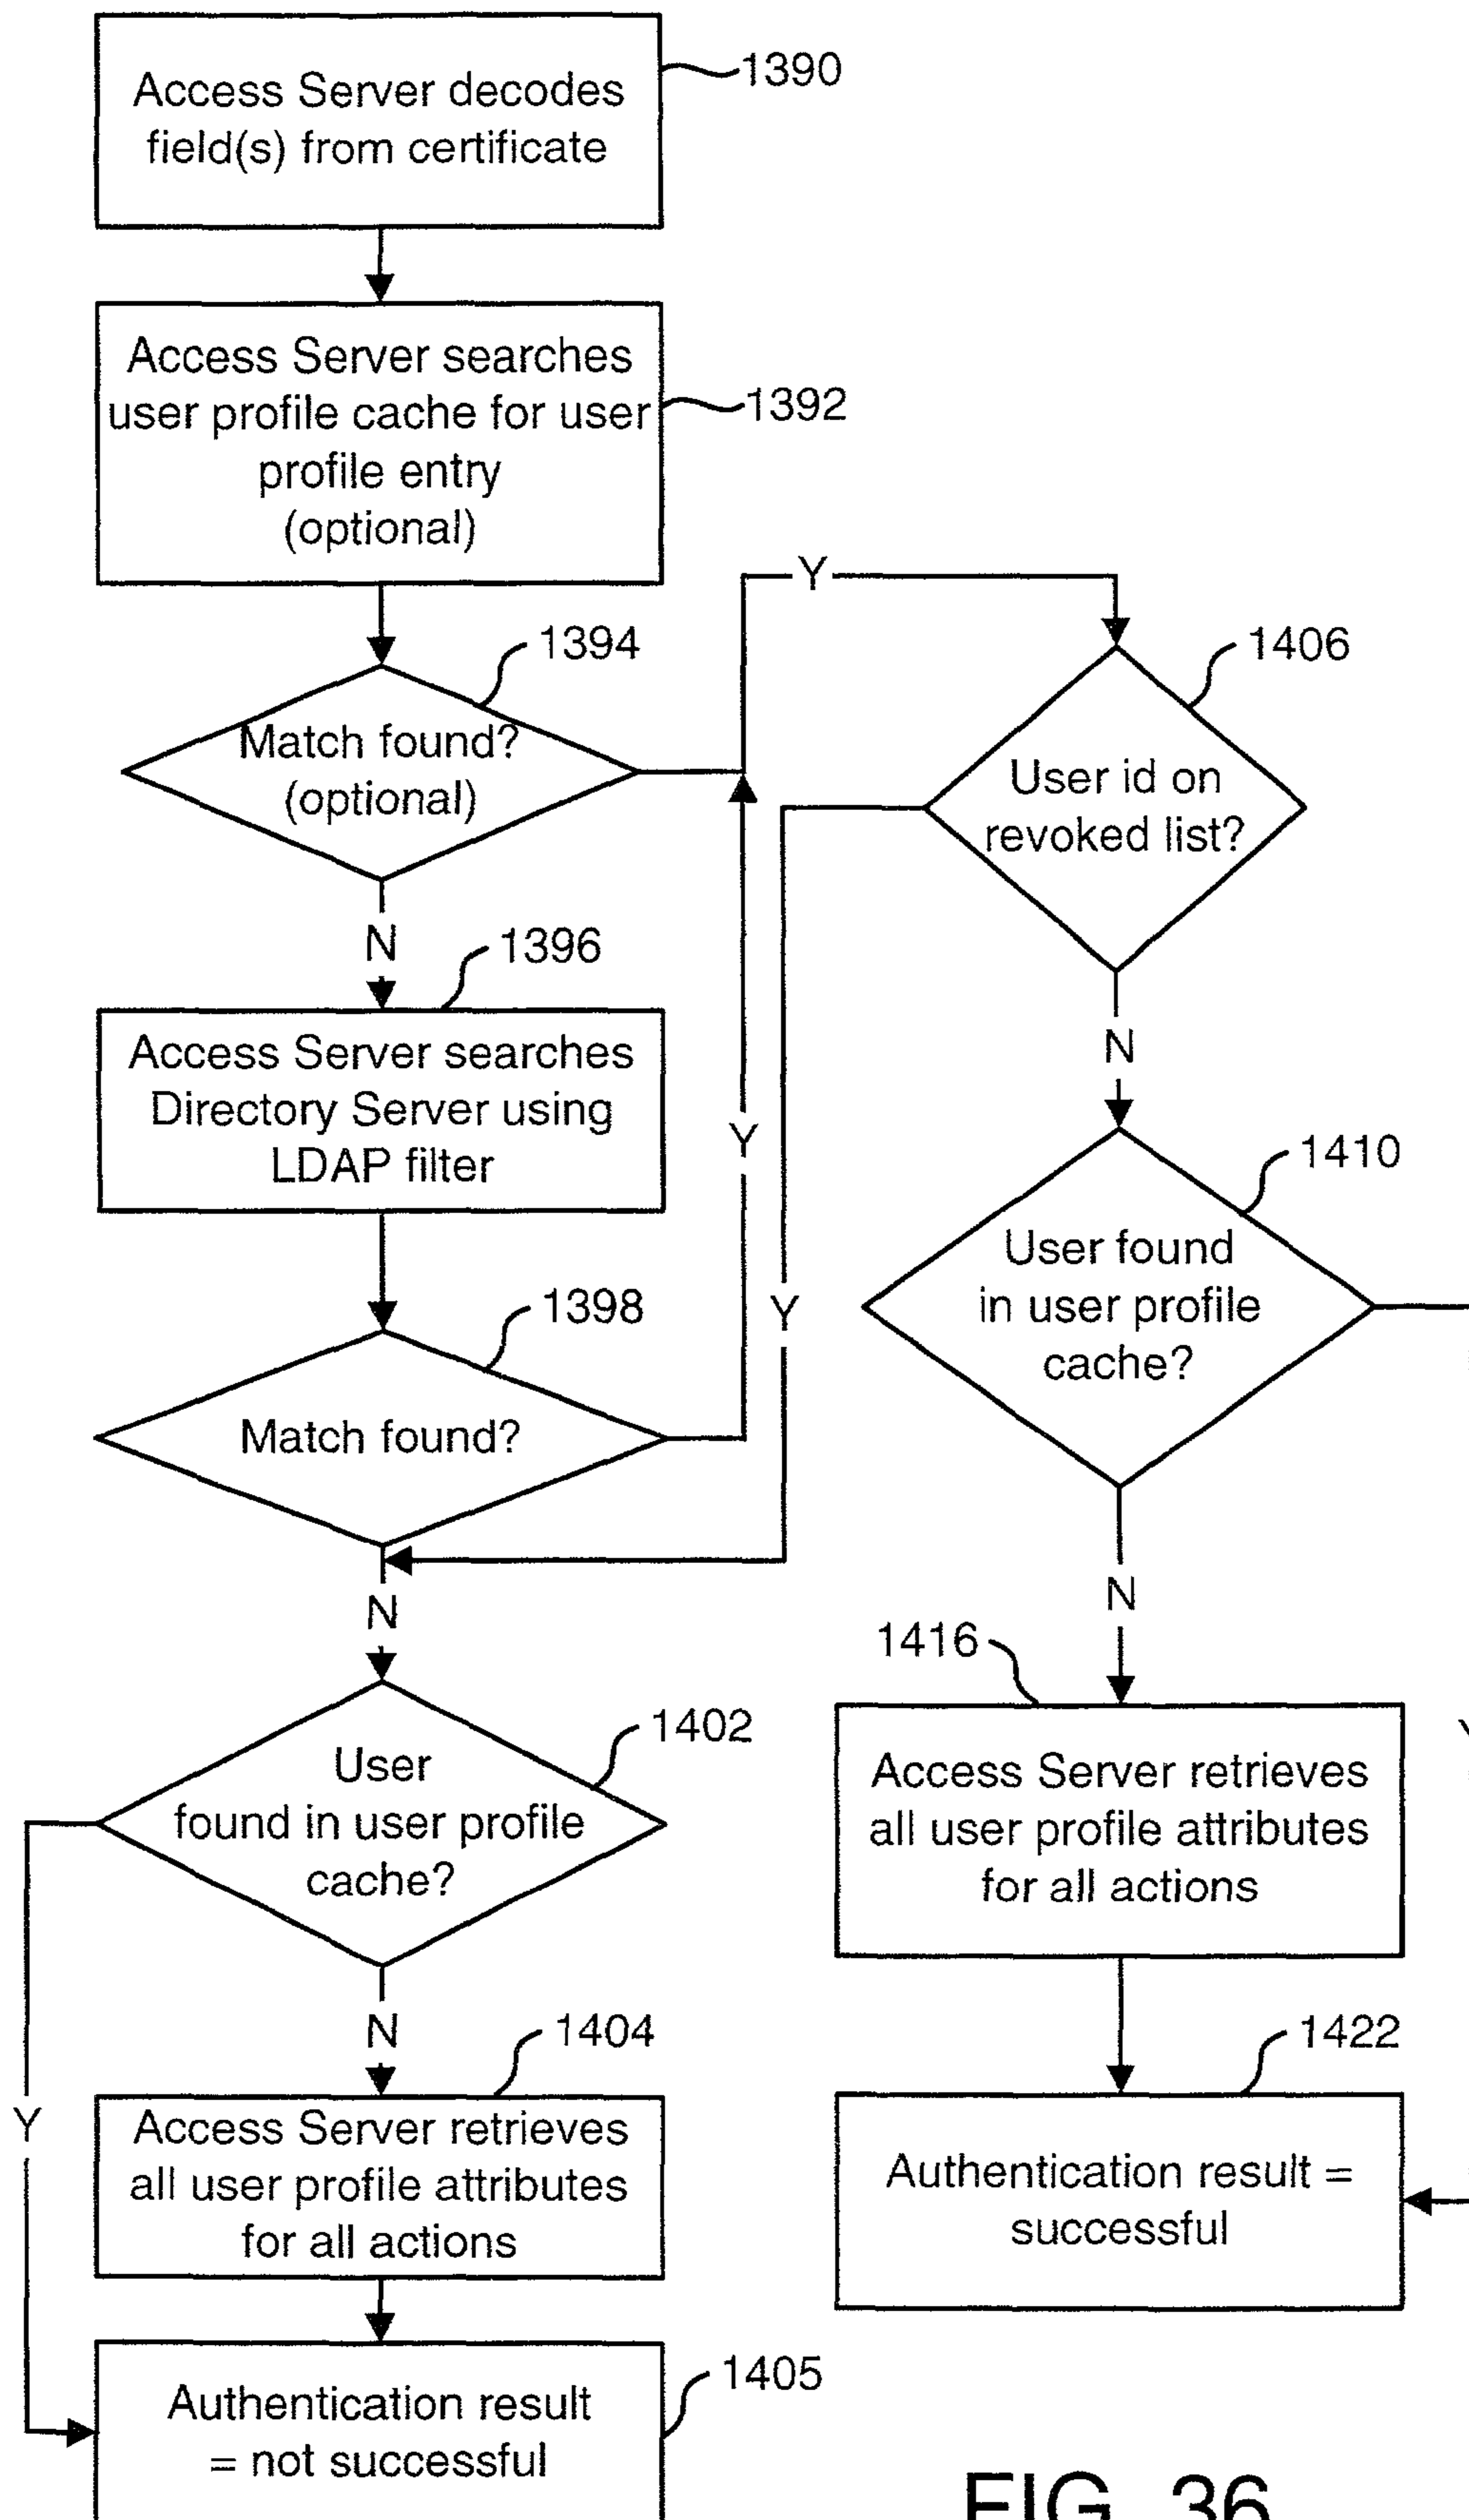 Access Server decodes
field(s) from certificate
1390
Access Server searches
user profile cache for user
profile entry
(optional)
1392
Y
1394
Match found?
(optional)
N
1396
Access Server searches
Directory Server using
LDAP filter
Y
1398
Match found?
N
Y
1402
User
found in user profile
cache?
Y
N
1404
Access Server retrieves
all user profile attributes
for all actions
1405
Authentication result
= not successful
1406
User id on
revoked list?
N
1410
User found
in user profile
cache?
N
1416
Access Server retrieves
all user profile attributes
for all actions
1422
Authentication result =
successful
FIG. 36